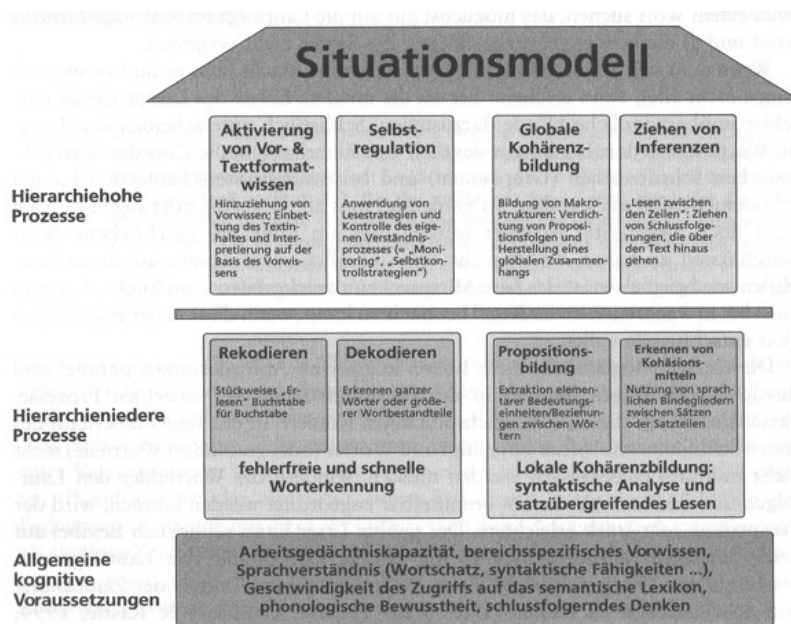 Situationsmodell
Hierarchiehohe
Prozesse
Aktivierung
von Vor- &
Textformat-
wissen
Hinzuziehung von
Vorwissen; Einbet-
tung des Textin-
haltes und Inter-
pretierung auf der
Basis des Vorwis-
sens
Selbst-
regulation
Anwendung von
Lesestrategien und
Kontrolle des eige-
nen Verständnis-
prozesses (= „Moni-
toring", „Selbstkon-
trollstrategien")
Globale
Kohärenz-
bildung
Bildung von Makro-
strukturen: Verdich-
tung von Proposi-
tionsfolgen und
Herstellung eines
globalen Zusammen-
hangs
Ziehen von
Inferenzen
„Lesen zwischen
den Zeilen": Ziehen
von Schlussfolge-
rungen, die über
den Text hinaus
gehen
Hierarchieniedere
Prozesse
Rekodieren
Stückweises „Er-
lesen" Buchstabe
für Buchstabe
Dekodieren
Erkennen ganzer
Wörter oder größe-
rer Wortbestandteile
Propositions-
bildung
Extraktion elemen-
tarer Bedeutungs-
einheiten/Beziehun-
gen zwischen Wör-
tern
Erkennen von
Kohäsions-
mitteln
Nutzung von sprach-
lichen Bindegliedern
zwischen Sätzen
oder Satzteilen
fehlerfreie und schnelle
Worterkennung
Lokale Kohärenzbildung:
syntaktische Analyse und
satzübergreifendes Lesen
Allgemeine
kognitive
Voraussetzungen
Arbeitsgedächtniskapazität, bereichsspezifisches Vorwissen,
Sprachverständnis (Wortschatz, syntaktische Fähigkeiten ...),
Geschwindigkeit des Zugriffs auf das semantische Lexikon,
phonologische Bewusstheit, schlussfolgerndes Denken